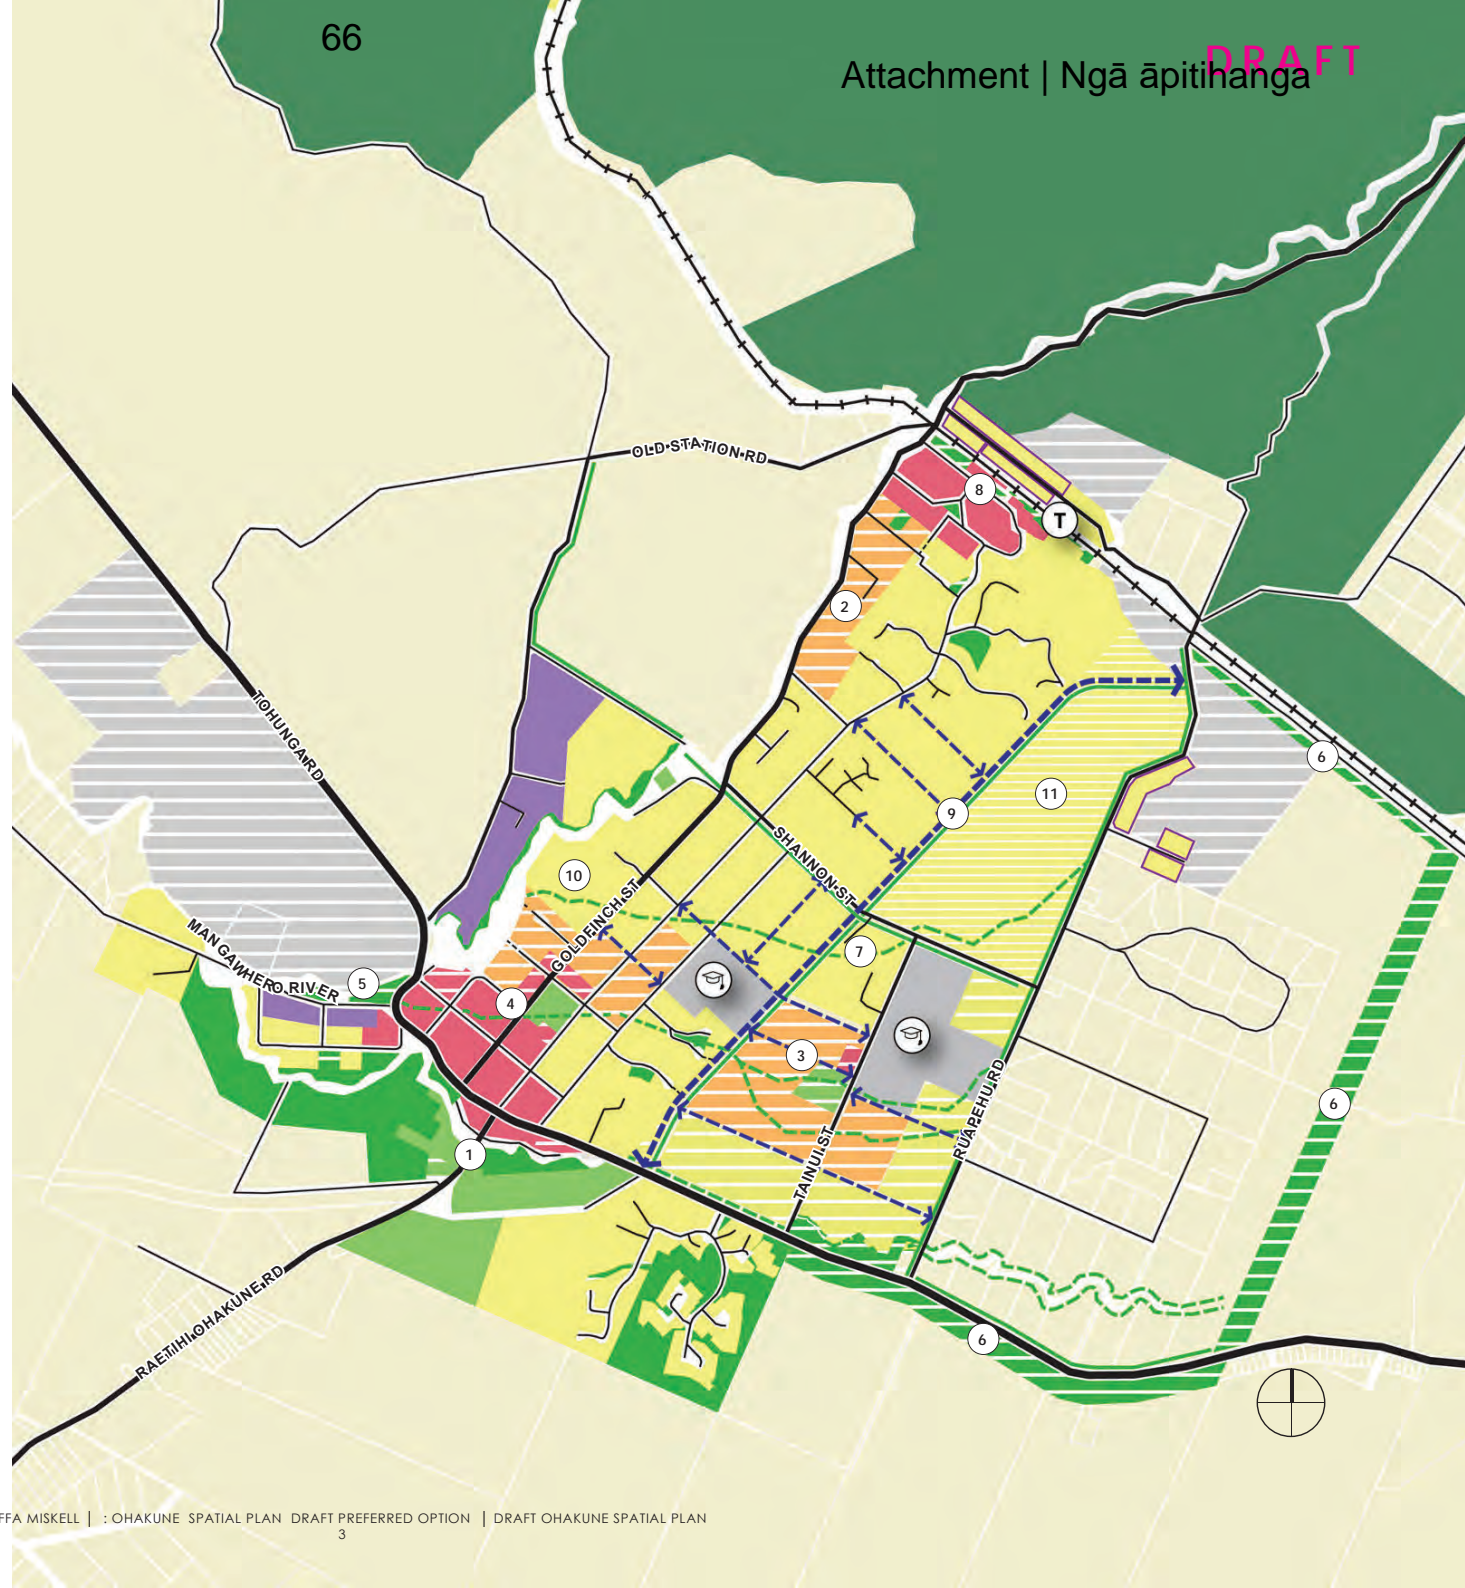 66
DRAFT
Attachment | Ngā āpitihanga
OLD STATION RD
8
T
2
TOHUNGA RD
6
11
9
SHANNON ST
10
GOLDFINCH ST
MANGAWHERO RIVER
5
7
4
3
RUAPEHU RD
6
1
TAINUI ST
RAETIHI OHAKUNE RD
6
FFA MISKELL | : OHAKUNE SPATIAL PLAN DRAFT PREFERRED OPTION | DRAFT OHAKUNE SPATIAL PLAN
3